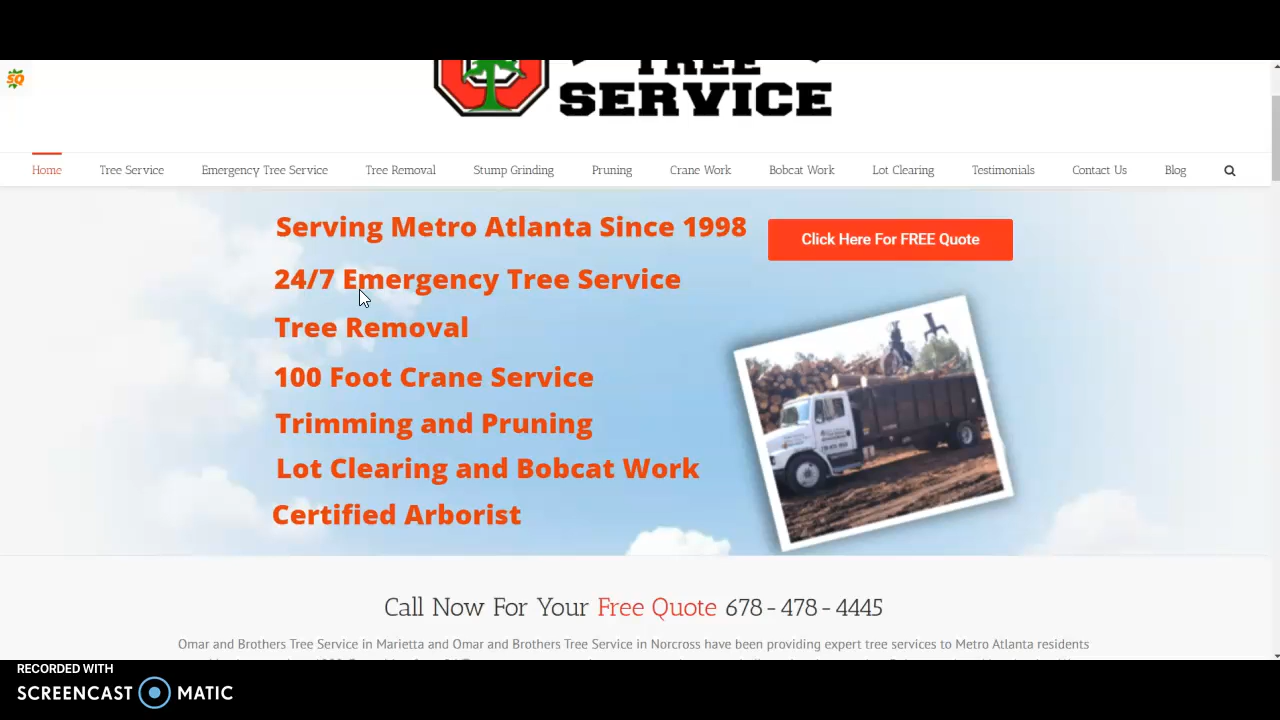 SQ
TREE
SERVICE
Home Tree Service Emergency Tree Service Tree Removal Stump Grinding Pruning Crane Work Bobcat Work Lot Clearing Testimonials Contact Us Blog
Serving Metro Atlanta Since 1998
Click Here For FREE Quote
24/7 Emergency Tree Service
Tree Removal
100 Foot Crane Service
Trimming and Pruning
Lot Clearing and Bobcat Work
Certified Arborist
Call Now For Your Free Quote 678-478-4445
Omar and Brothers Tree Service in Marietta and Omar and Brothers Tree Service in Norcross have been providing expert tree services to Metro Atlanta residents
RECORDED WITH
SCREENCAST MATIC